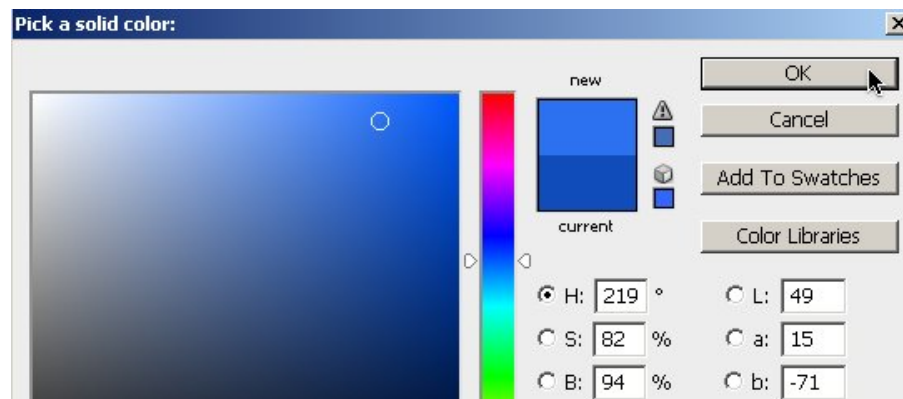 Pick a solid color:
new
current
OK
Cancel
Add To Swatches
Color Libraries
H: 219 °
S: 82 %
B: 94 %
L: 49
a: 15
b: -71